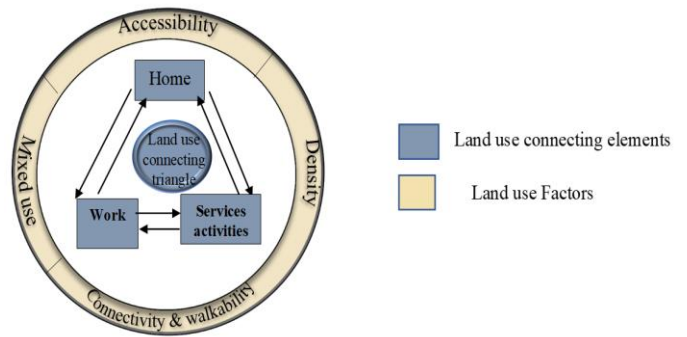 Accessibility
Home
Land use
connecting
triangle
Mixed use
Density
Work
Services
activities
Connectivity & walkability
Land use connecting elements
Land use Factors